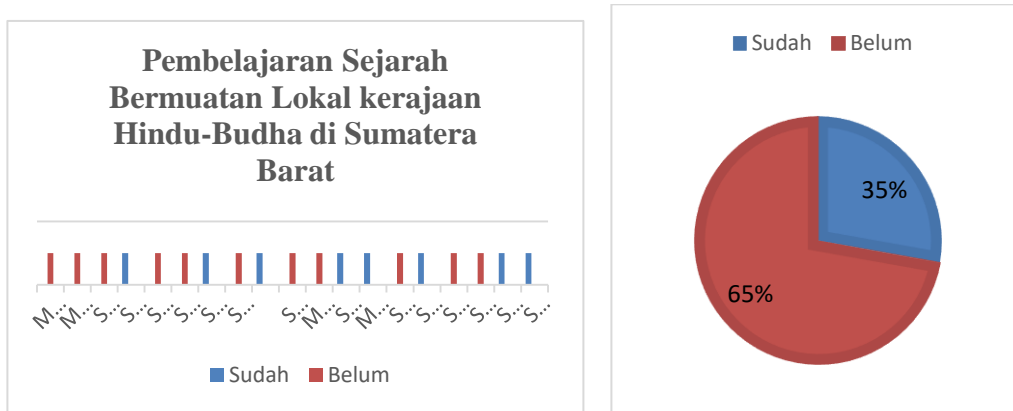 Pembelajaran Sejarah
Bermuatan Lokal kerajaan
Hindu-Budha di Sumatera
Barat
M... M... S... S... S... S... S... S... S... M... S... M... S... S... S... S... S... S...
Sudah Belum
Sudah Belum
35%
65%